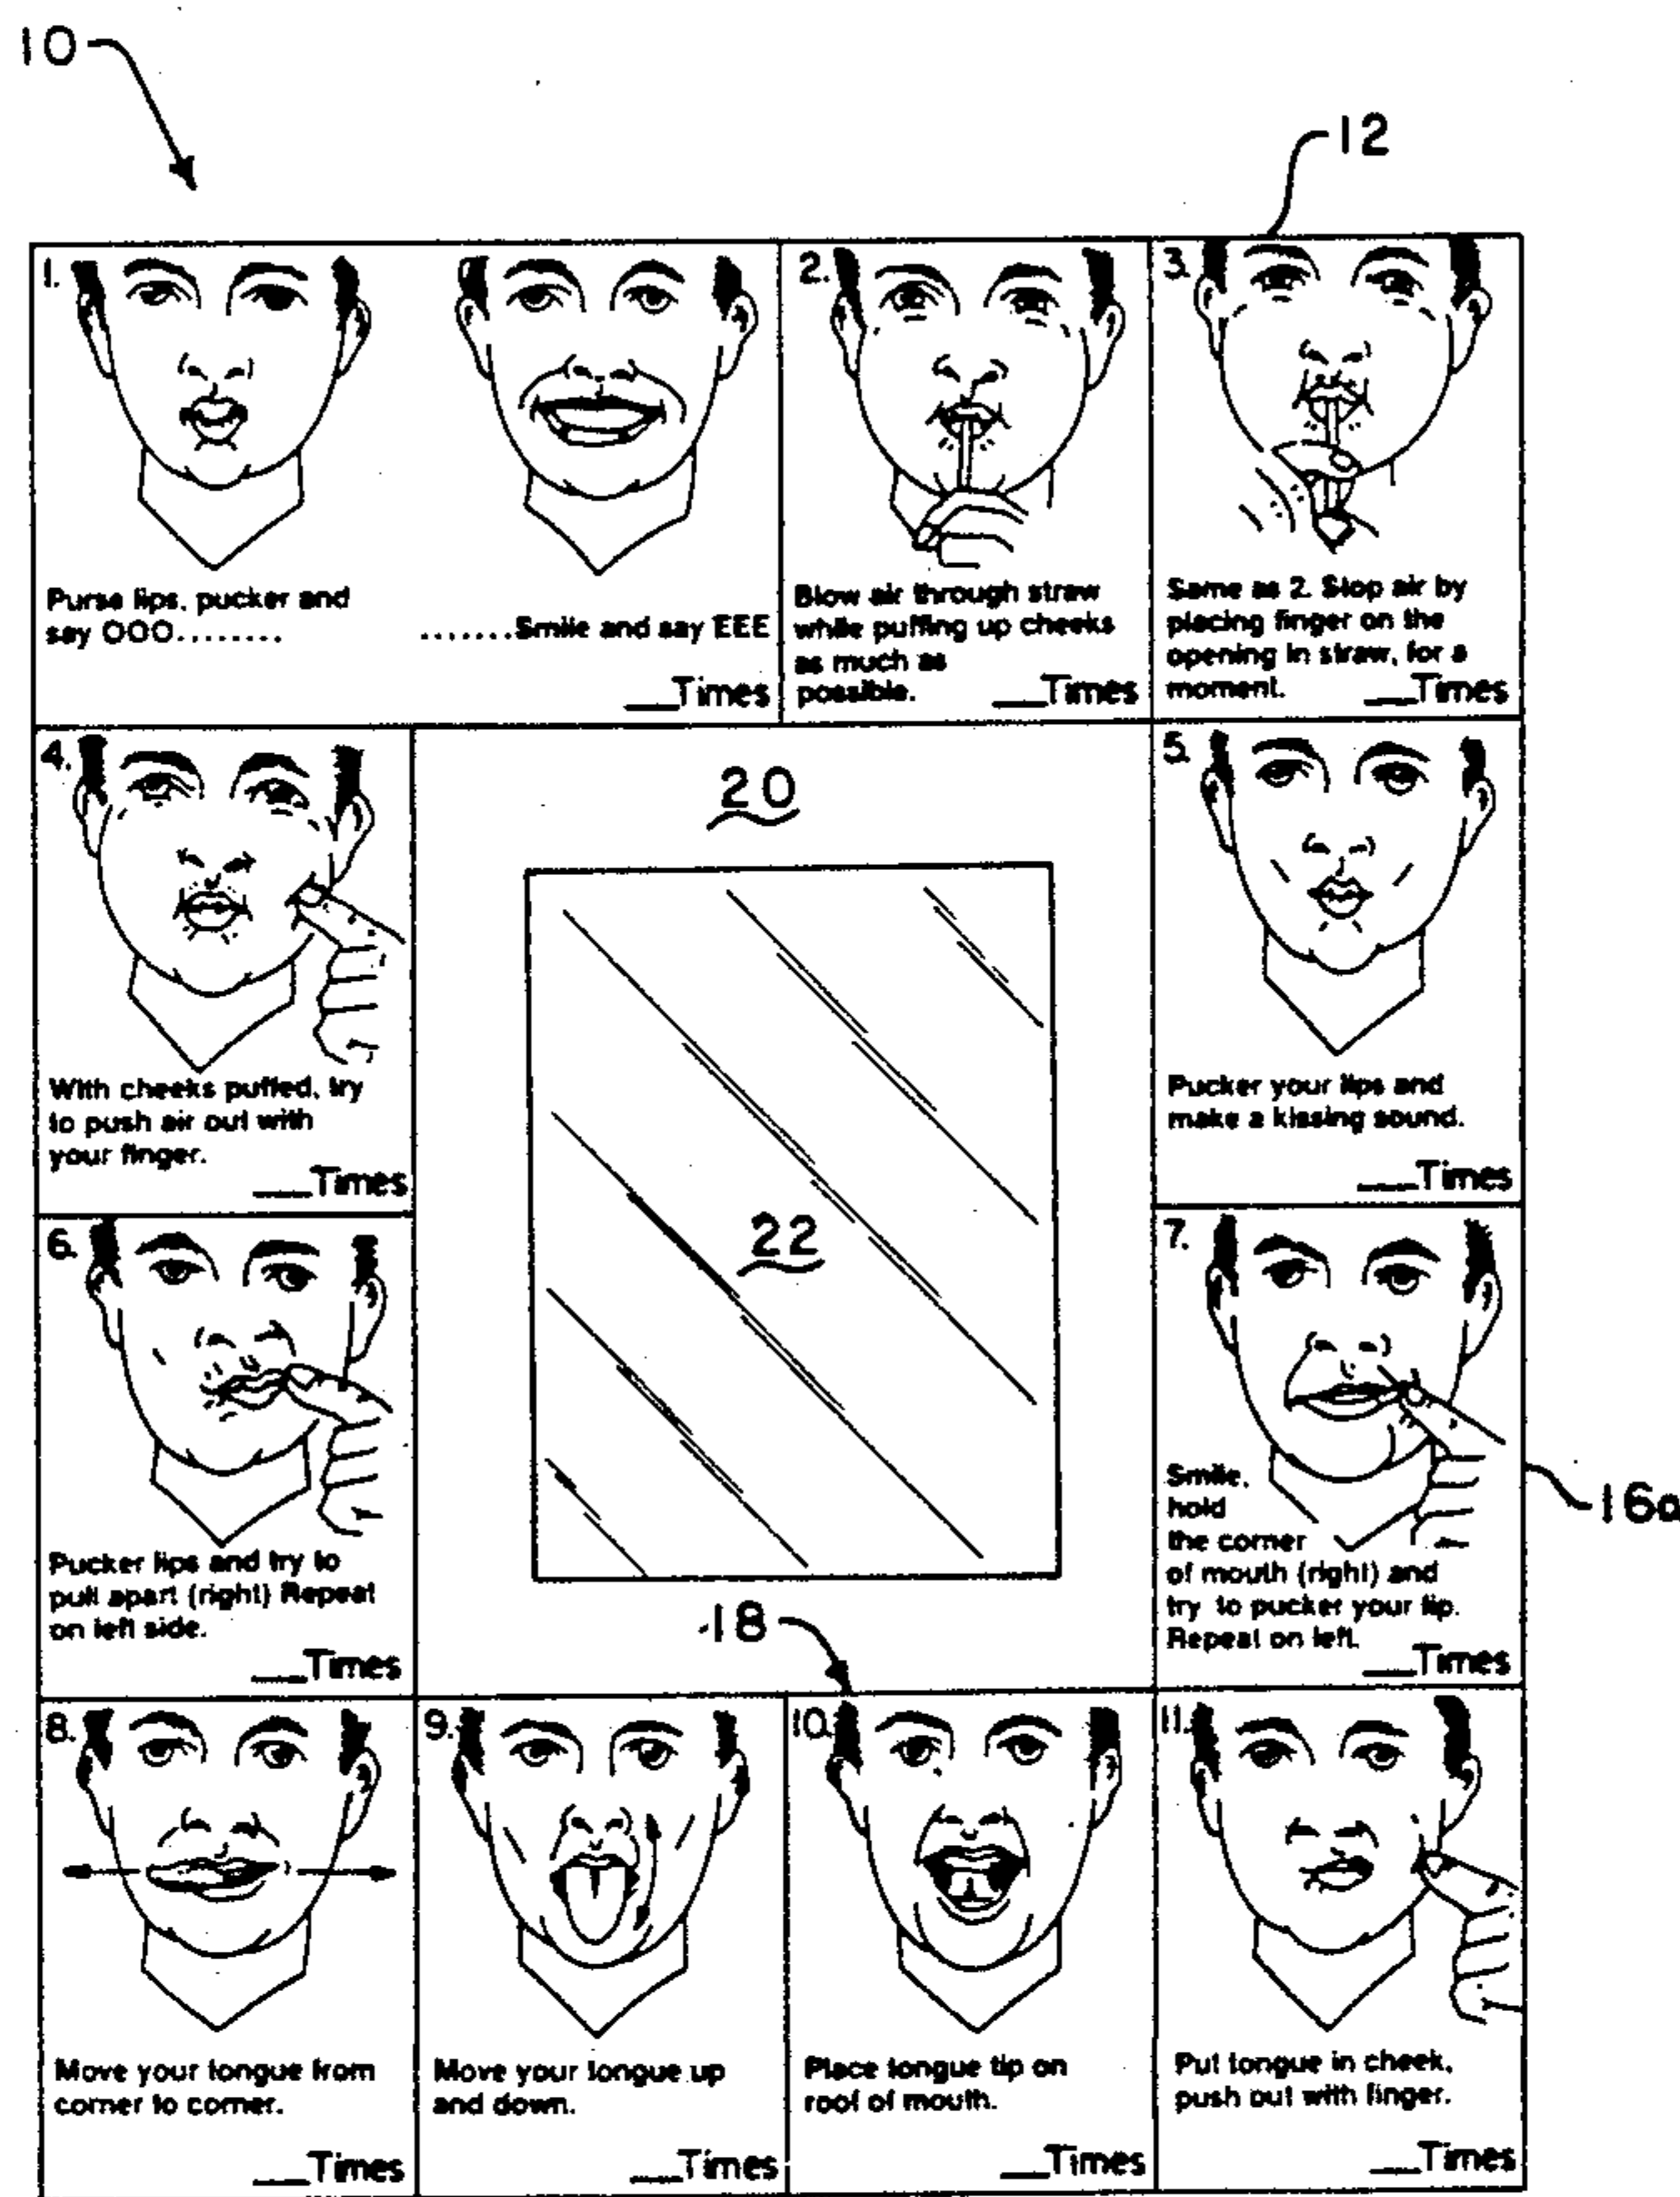 10
12
1.
Purse lips, pucker and
say OOO........
.......Smile and say EEE
___Times
2.
Blow air through straw
while puffing up cheeks
as much as
possible.
___Times
3.
Same as 2. Stop air by
placing finger on the
opening in straw, for a
moment.
___Times
4.
With cheeks puffed, try
to push air out with
your finger.
___Times
20
22
5.
Pucker your lips and
make a kissing sound.
___Times
6.
Pucker lips and try to
pull apart (right) Repeat
on left side.
___Times
7.
Smile,
hold
the corner
of mouth (right) and
try to pucker your lip.
Repeat on left.
___Times
16a
18
8.
Move your tongue from
corner to corner.
___Times
9.
Move your tongue up
and down.
___Times
10.
Place tongue tip on
roof of mouth.
___Times
11.
Put tongue in cheek,
push out with finger.
___Times